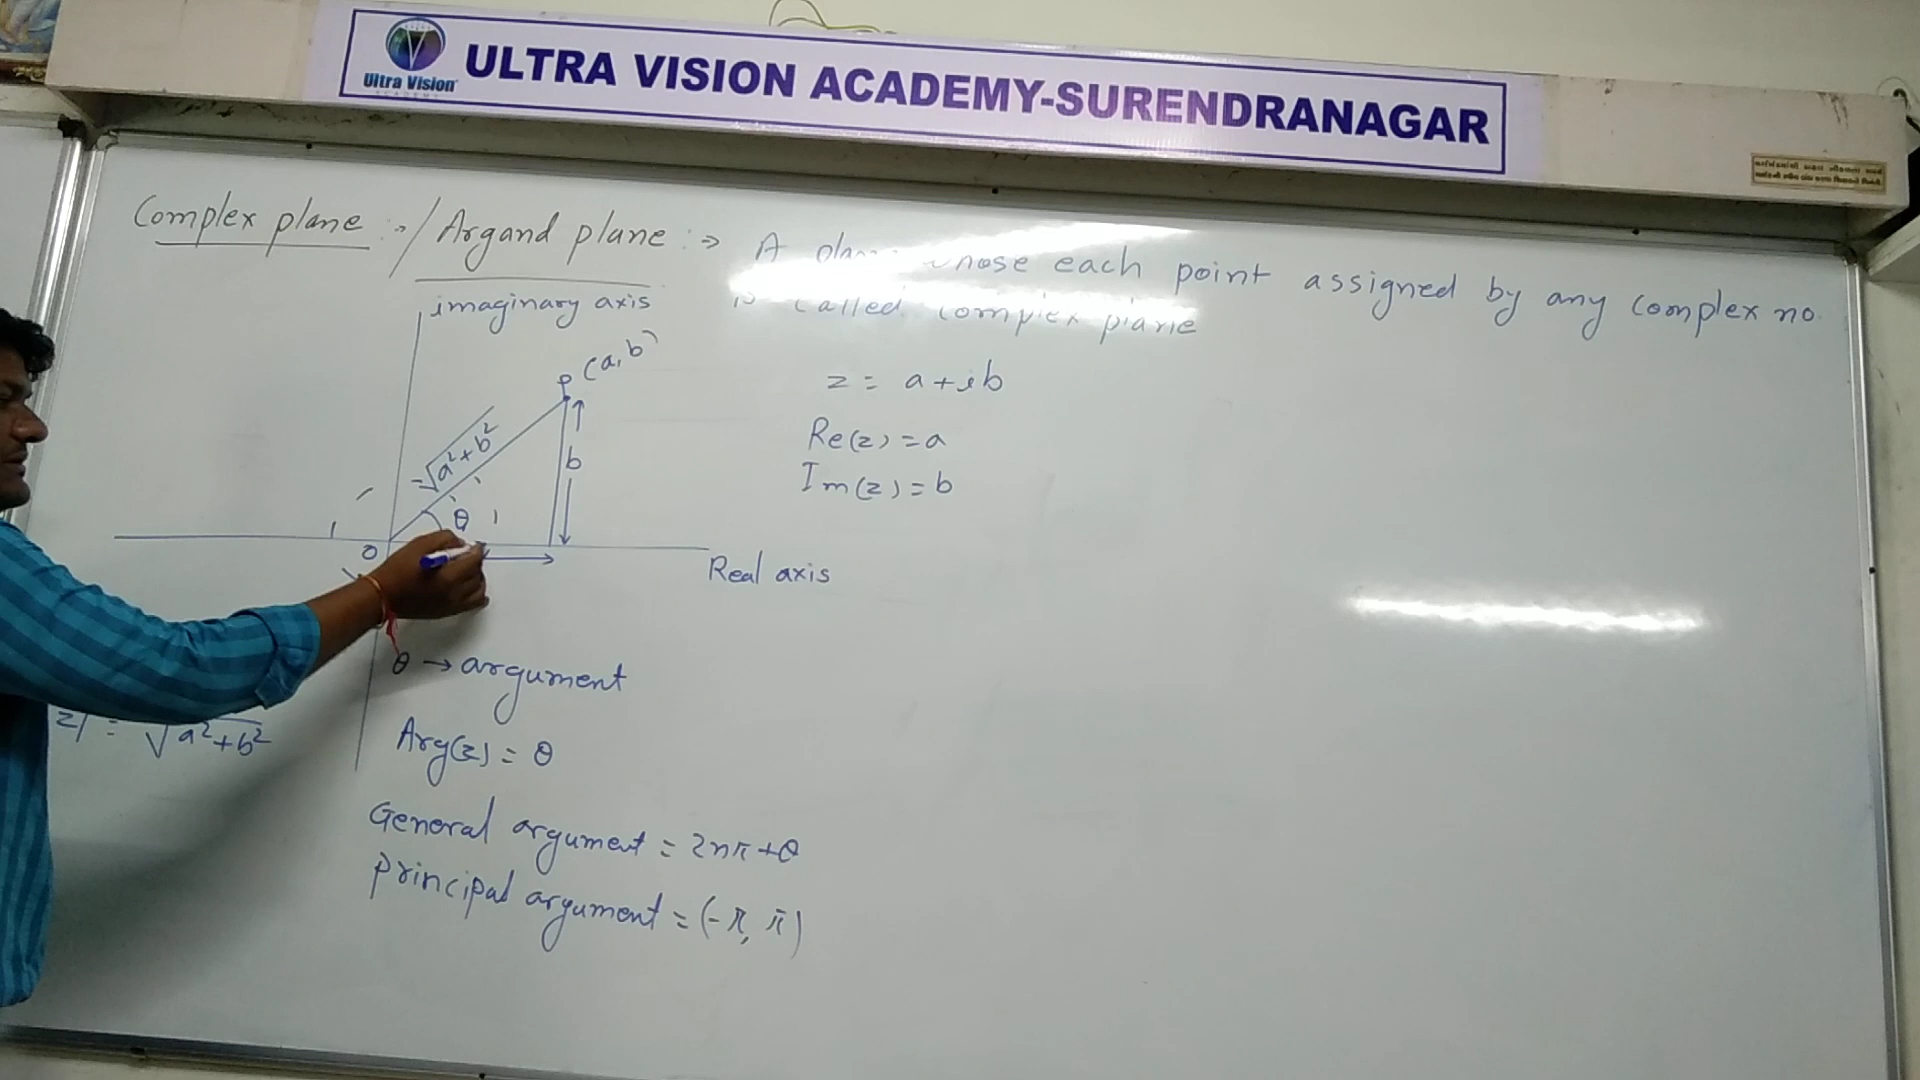 Ultra Vision
ACADEMY
ULTRA VISION ACADEMY-SURENDRANAGAR
Complex plane :- / Argand plane :→ A plane whose each point assigned by any complex no.
is called complex plane
imaginary axis
P (a, b)
z = a+ib
√a²+b²
b
Re(z) = a
Im(z) = b
θ
O
Real axis
θ → argument
z| = √a²+b²
Arg(z) = θ
General argument = 2nπ+θ
principal argument = (-π, π)